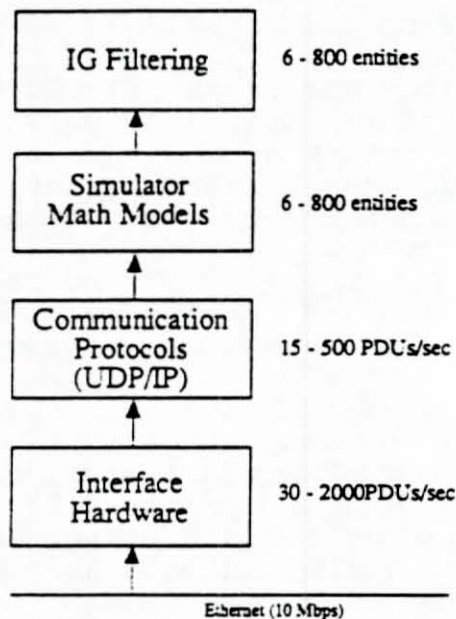 IG Filtering
6 - 800 entities
Simulator
Math Models
6 - 800 entities
Communication
Protocols
(UDP/IP)
15 - 500 PDUs/sec
Interface
Hardware
30 - 2000PDUs/sec
Ethernet (10 Mbps)